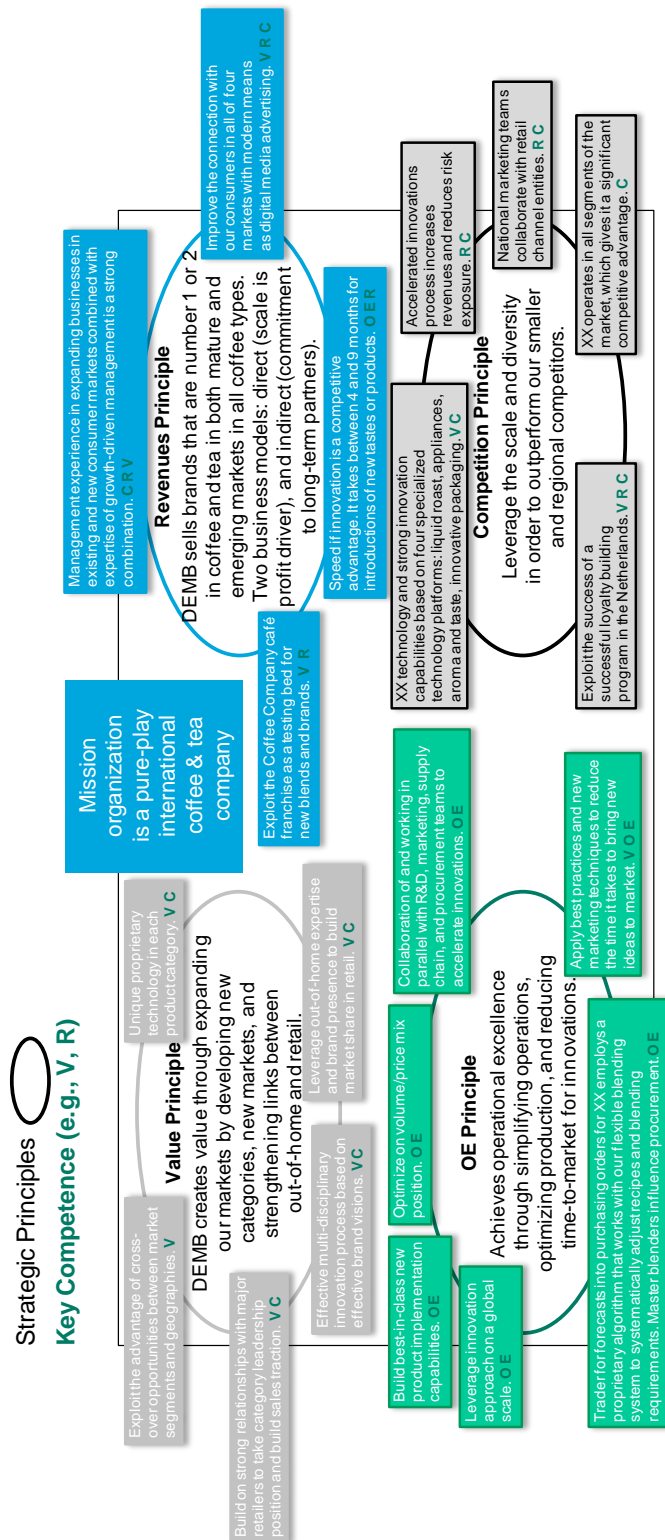 Strategic Principles
Key Competence (e.g., V, R)
Mission
organization
is a pure-play
international
coffee & tea
company
Exploit the advantage of cross-
over opportunities between market
segments and geographies. V
Unique proprietary
technology in each
product category. V C
Value Principle
DEMB creates value through expanding
our markets by developing new
categories, new markets, and
strengthening links between
out-of-home and retail.
Build on strong relationships with major
retailers to take category leadership
position and build sales traction. V C
Effective multi-disciplinary
innovation process based on
effective brand visions. V C
Leverage out-of-home expertise
and brand presence to build
market share in retail. V C
Management experience in expanding businesses in
existing and new consumer markets combined with
expertise of growth-driven management is a strong
combination. C R V
Revenues Principle
DEMB sells brands that are number 1 or 2
in coffee and tea in both mature and
emerging markets in all coffee types.
Two business models: direct (scale is
profit driver), and indirect (commitment
to long-term partners).
Improve the connection with
our consumers in all of four
markets with modern means
as digital media advertising. V R C
Exploit the Coffee Company café
franchise as a testing bed for
new blends and brands. V R
Speed if innovation is a competitive
advantage. It takes between 4 and 9 months for
introductions of new tastes or products. O E R
Build best-in-class new
product implementation
capabilities. O E
Optimize on volume/price mix
position. O E
Collaboration of and working in
parallel with R&D, marketing, supply
chain, and procurement teams to
accelerate innovations. O E
Leverage innovation
approach on a global
scale. O E
OE Principle
Achieves operational excellence
through simplifying operations,
optimizing production, and reducing
time-to-market for innovations.
Trader for forecasts into purchasing orders for XX employs a
proprietary algorithm that works with our flexible blending
system to systematically adjust recipes and blending
requirements. Master blenders influence procurement. O E
Apply best practices and new
marketing techniques to reduce
the time it takes to bring new
ideas to market. V O E
XX technology and strong innovation
capabilities based on four specialized
technology platforms: liquid roast, appliances,
aroma and taste, innovative packaging. V C
Accelerated innovations
process increases
revenues and reduces risk
exposure. R C
Competition Principle
Leverage the scale and diversity
in order to outperform our smaller
and regional competitors.
National marketing teams
collaborate with retail
channel entities. R C
Exploit the success of a
successful loyalty building
program in the Netherlands. V R C
XX operates in all segments of the
market, which gives it a significant
competitive advantage. C